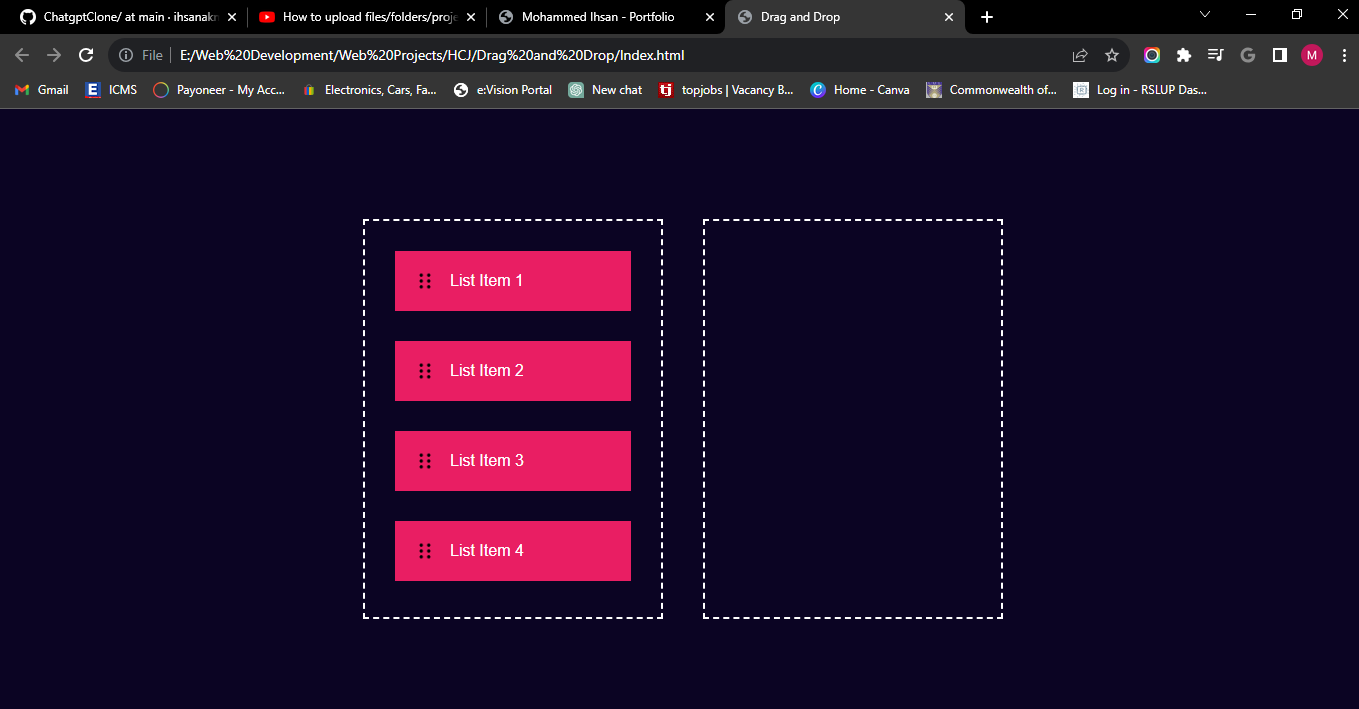 ChatgptClone/ at main · ihsanakr
How to upload files/folders/proje
Mohammed Ihsan - Portfolio
Drag and Drop
File
E:/Web%20Development/Web%20Projects/HCJ/Drag%20and%20Drop/Index.html
M
Gmail
E ICMS
Payoneer - My Acc...
Electronics, Cars, Fa...
e:Vision Portal
New chat
tj topjobs | Vacancy B...
C Home - Canva
Commonwealth of...
Log in - RSLUP Das...
List Item 1
List Item 2
List Item 3
List Item 4